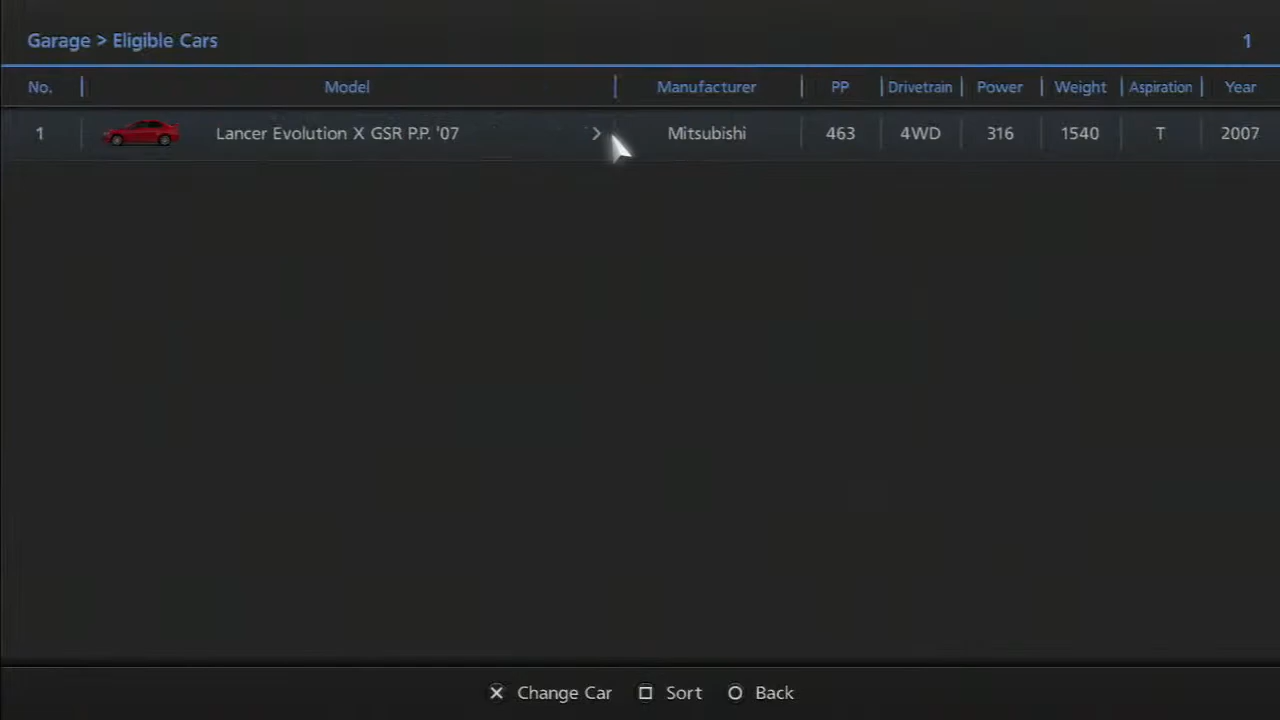 Garage > Eligible Cars 1
No. Model Manufacturer PP Drivetrain Power Weight Aspiration Year
1 Lancer Evolution X GSR P.P. '07 > Mitsubishi 463 4WD 316 1540 T 2007
Change Car Sort Back